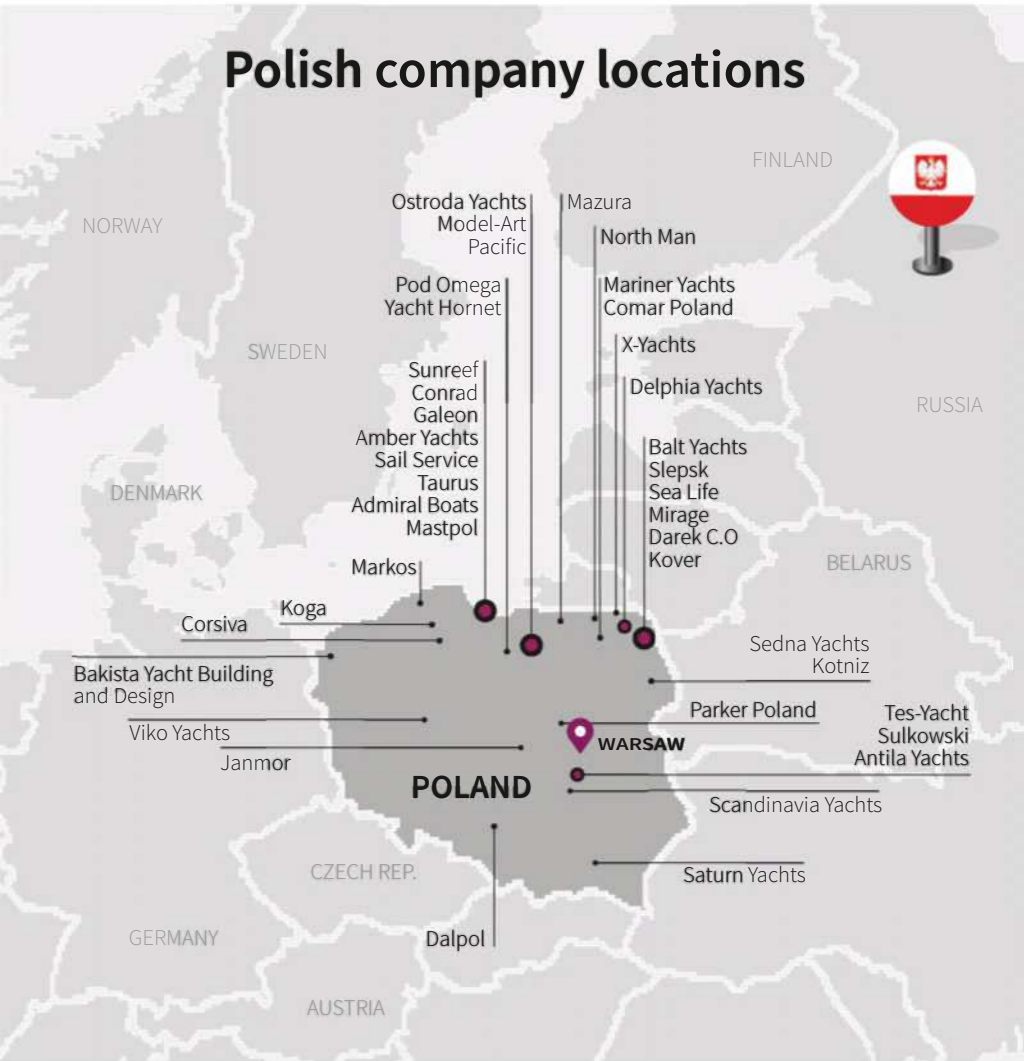 Polish company locations
FINLAND
NORWAY
Ostroda Yachts
Model-Art
Pacific
Mazura
North Man
Pod Omega
Yacht Hornet
Mariner Yachts
Comar Poland
X-Yachts
SWEDEN
Sunreef
Conrad
Galeon
Amber Yachts
Sail Service
Taurus
Admiral Boats
Mastpol
Delphia Yachts
RUSSIA
Balt Yachts
Slepsk
Sea Life
Mirage
Darek C.O
Kover
DENMARK
BELARUS
Markos
Koga
Corsiva
Bakista Yacht Building
and Design
Sedna Yachts
Kotniz
Viko Yachts
Janmor
Parker Poland
WARSAW
Tes-Yacht
Sulkowski
Antila Yachts
POLAND
Scandinavia Yachts
CZECH REP.
Saturn Yachts
GERMANY
Dalpol
AUSTRIA